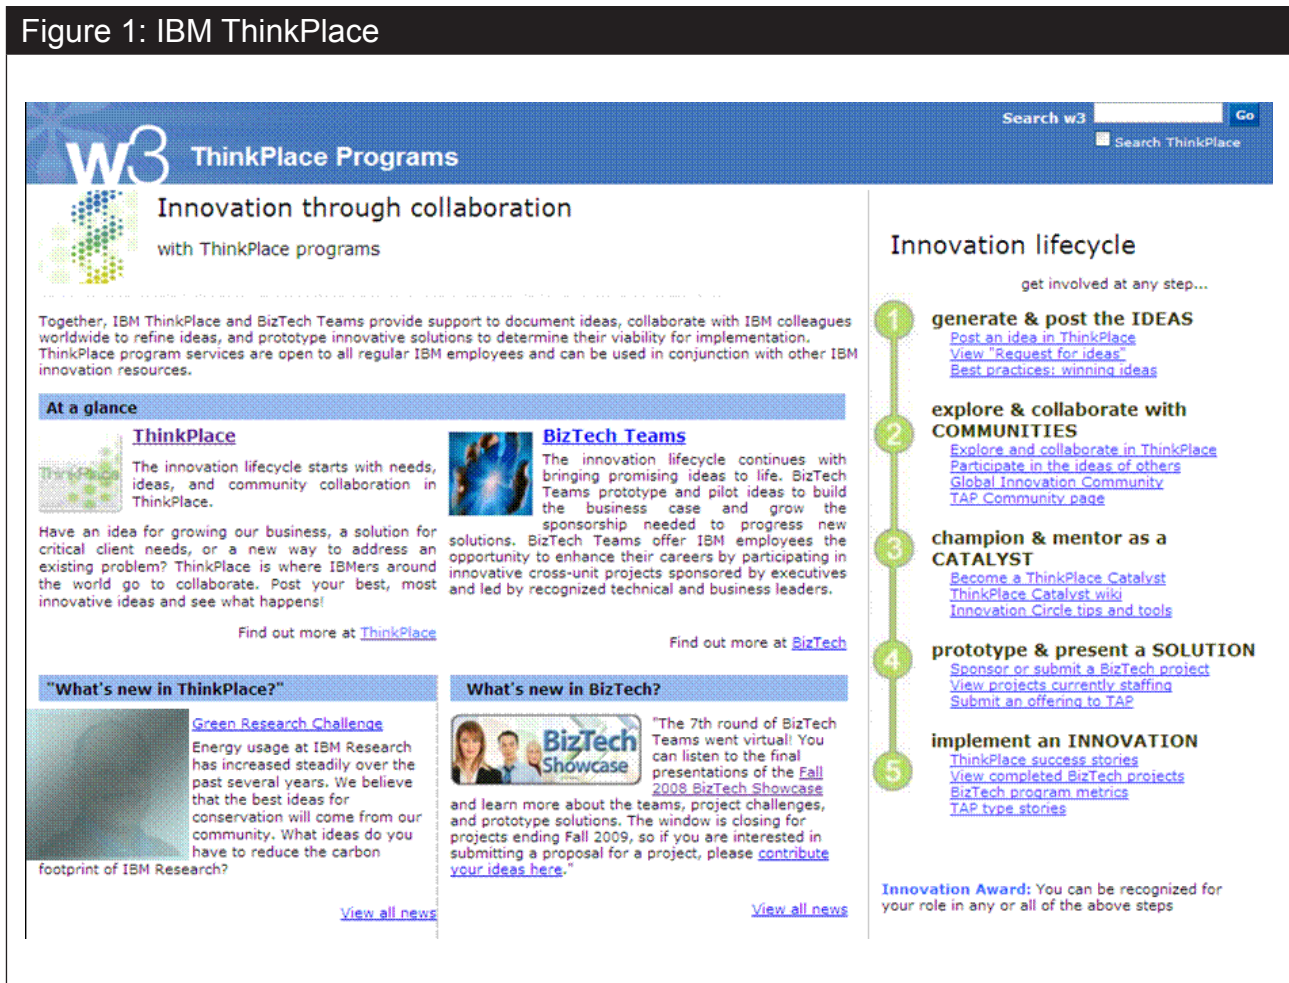 Figure 1: IBM ThinkPlace
w3 ThinkPlace Programs
Search w3
Go
Search ThinkPlace
Innovation through collaboration
with ThinkPlace programs
Together, IBM ThinkPlace and BizTech Teams provide support to document ideas, collaborate with IBM colleagues
worldwide to refine ideas, and prototype innovative solutions to determine their viability for implementation.
ThinkPlace program services are open to all regular IBM employees and can be used in conjunction with other IBM
innovation resources.
At a glance
ThinkPlace
ThinkPlace
The innovation lifecycle starts with needs,
ideas, and community collaboration in
ThinkPlace.
Have an idea for growing our business, a solution for
critical client needs, or a new way to address an
existing problem? ThinkPlace is where IBMers around
the world go to collaborate. Post your best, most
innovative ideas and see what happens!
Find out more at ThinkPlace
BizTech Teams
The innovation lifecycle continues with
bringing promising ideas to life. BizTech
Teams prototype and pilot ideas to build
the business case and grow the
sponsorship needed to progress new
solutions. BizTech Teams offer IBM employees the
opportunity to enhance their careers by participating in
innovative cross-unit projects sponsored by executives
and led by recognized technical and business leaders.
Find out more at BizTech
"What's new in ThinkPlace?"
Green Research Challenge
Energy usage at IBM Research
has increased steadily over the
past several years. We believe
that the best ideas for
conservation will come from our
community. What ideas do you
have to reduce the carbon
footprint of IBM Research?
View all news
What's new in BizTech?
BizTech
Showcase
"The 7th round of BizTech
Teams went virtual! You
can listen to the final
presentations of the Fall
2008 BizTech Showcase
and learn more about the teams, project challenges,
and prototype solutions. The window is closing for
projects ending Fall 2009, so if you are interested in
submitting a proposal for a project, please contribute
your ideas here."
View all news
Innovation lifecycle
get involved at any step...
1
generate & post the IDEAS
Post an idea in ThinkPlace
View "Request for ideas"
Best practices: winning ideas
2
explore & collaborate with
COMMUNITIES
Explore and collaborate in ThinkPlace
Participate in the ideas of others
Global Innovation Community
TAP Community page
3
champion & mentor as a
CATALYST
Become a ThinkPlace Catalyst
ThinkPlace Catalyst wiki
Innovation Circle tips and tools
4
prototype & present a SOLUTION
Sponsor or submit a BizTech project
View projects currently staffing
Submit an offering to TAP
5
implement an INNOVATION
ThinkPlace success stories
View completed BizTech projects
BizTech program metrics
TAP type stories
Innovation Award: You can be recognized for
your role in any or all of the above steps